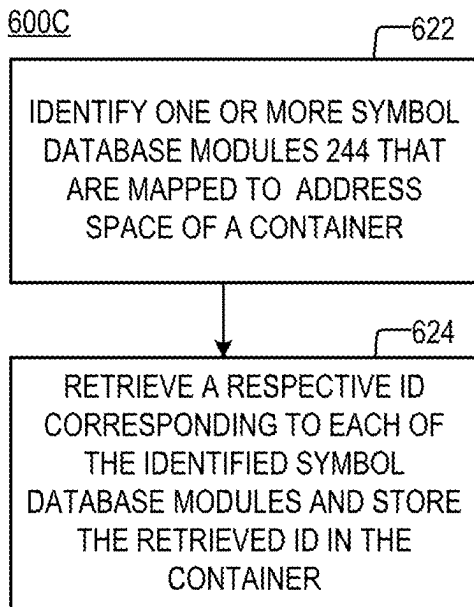 600C
622
IDENTIFY ONE OR MORE SYMBOL
DATABASE MODULES 244 THAT
ARE MAPPED TO ADDRESS
SPACE OF A CONTAINER
624
RETRIEVE A RESPECTIVE ID
CORRESPONDING TO EACH OF
THE IDENTIFIED SYMBOL
DATABASE MODULES AND STORE
THE RETRIEVED ID IN THE
CONTAINER